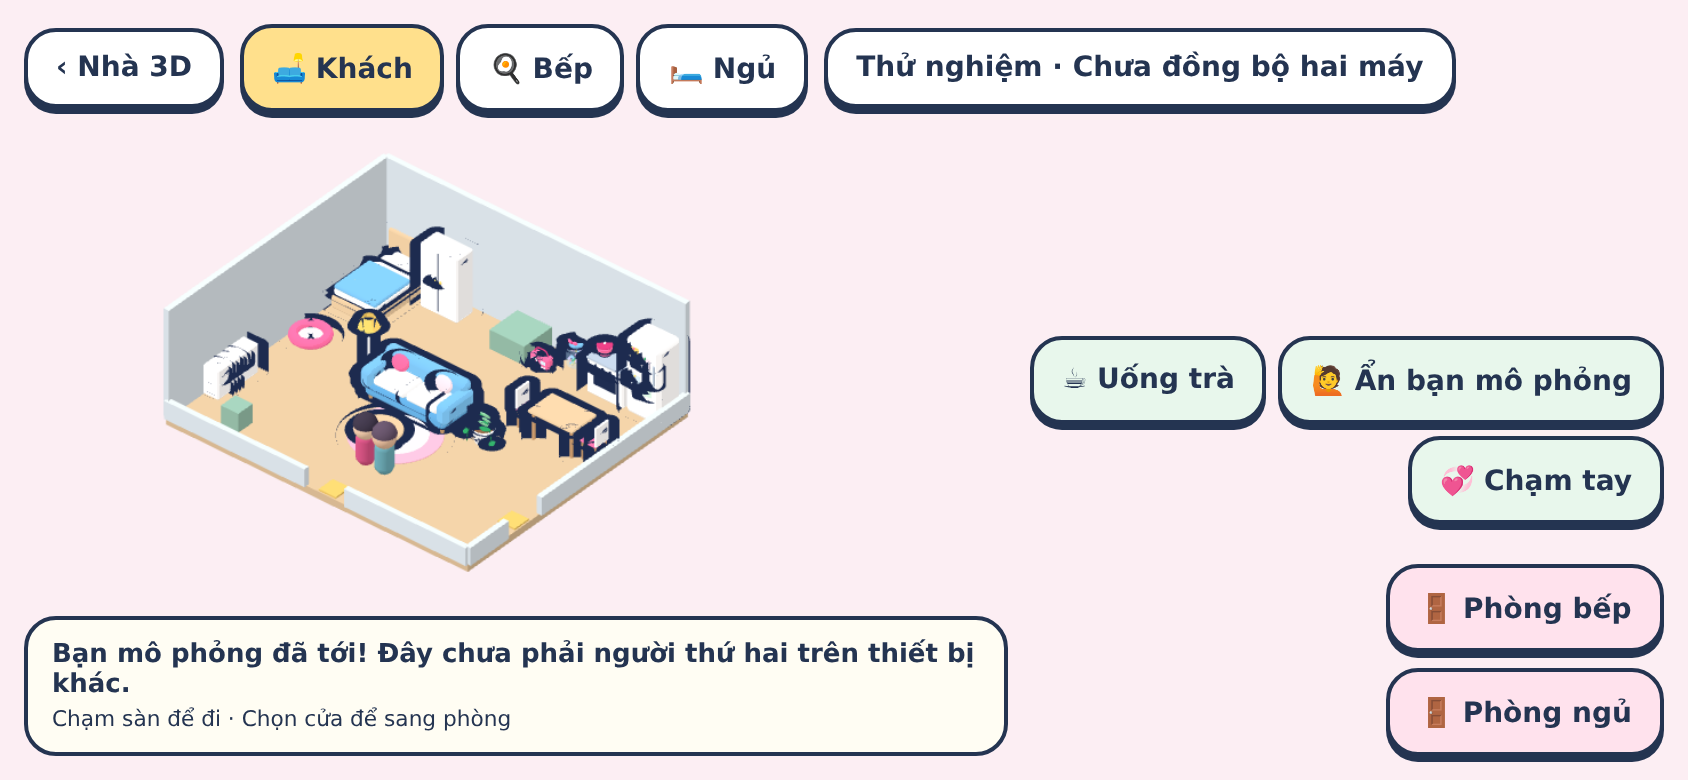 ‹ Nhà 3D
Khách
Bếp
Ngủ
Thử nghiệm · Chưa đồng bộ hai máy
Uống trà
Ẩn bạn mô phỏng
Chạm tay
Phòng bếp
Phòng ngủ
Bạn mô phỏng đã tới! Đây chưa phải người thứ hai trên thiết bị
khác.
Chạm sàn để đi · Chọn cửa để sang phòng